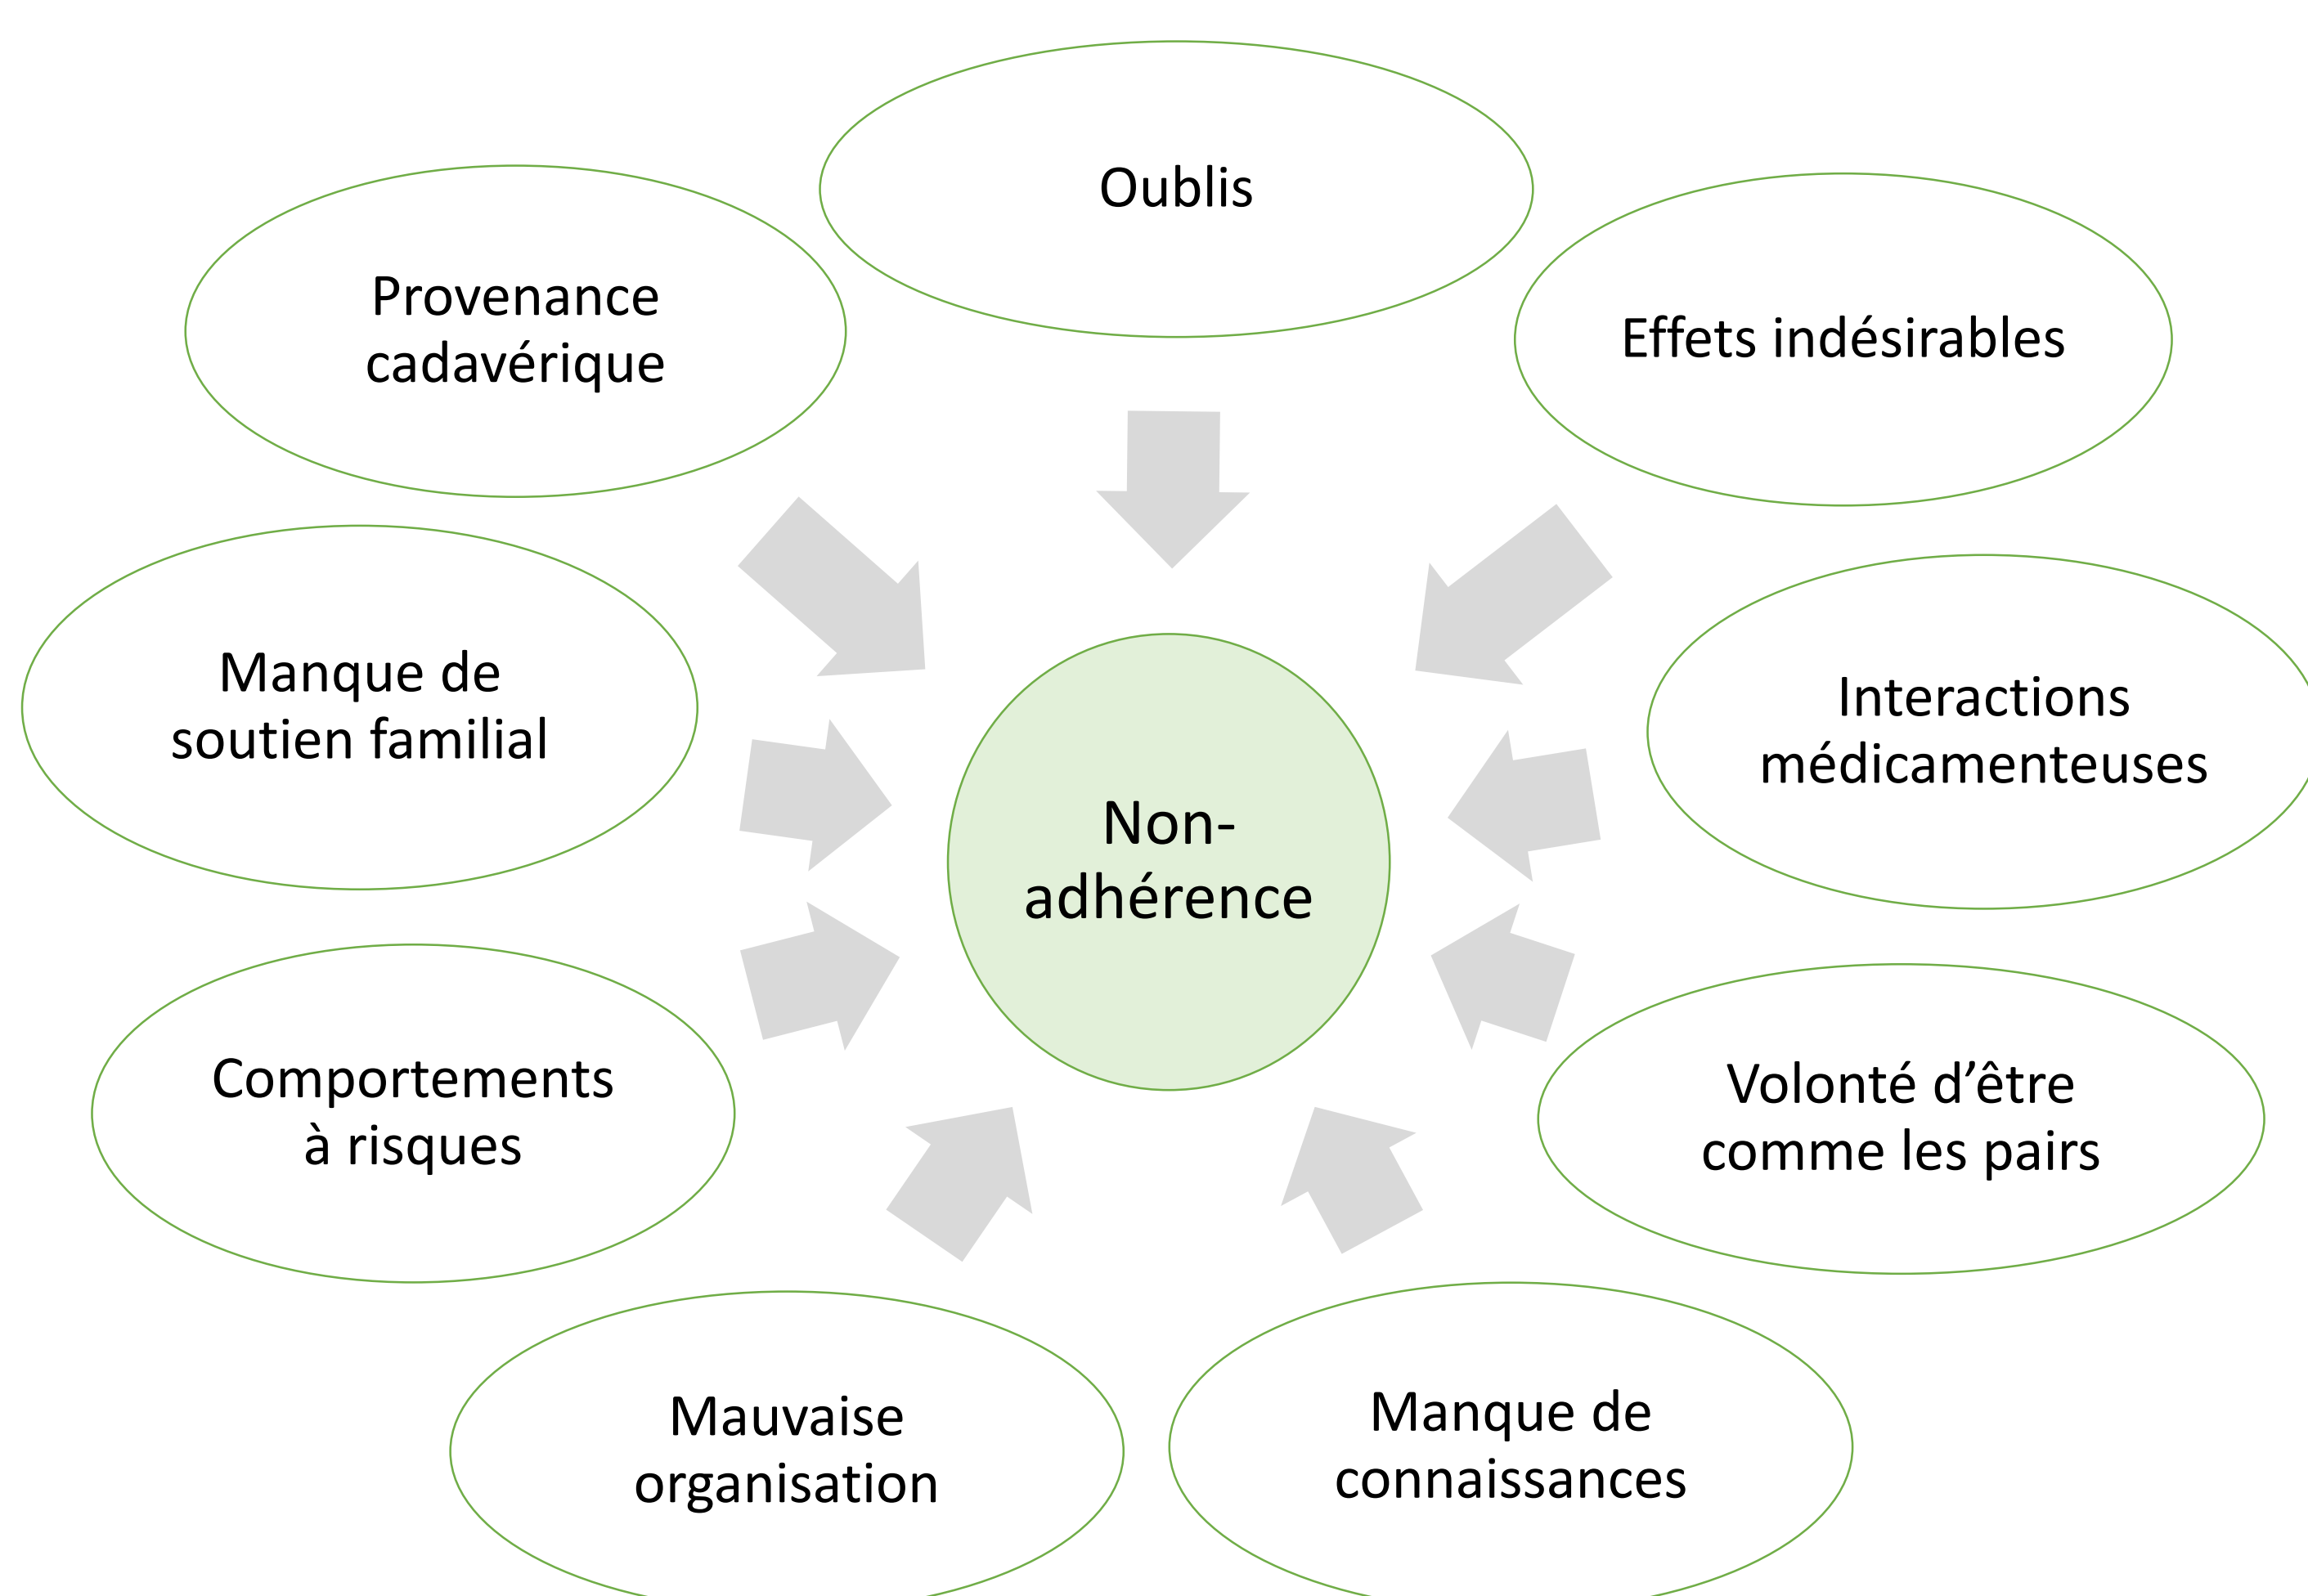 Oublis
Provenance
cadavérique
Effets indésirables
Manque de
soutien familial
Interactions
médicamenteuses
Non-
adhérence
Comportements
à risques
Volonté d’être
comme les pairs
Mauvaise
organisation
Manque de
connaissances